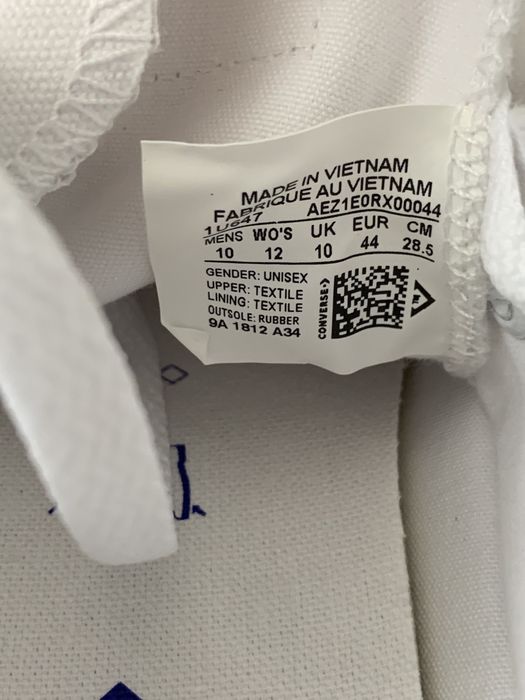 MADE IN VIETNAM
FABRIQUE AU VIETNAM
1U647 AEZ1E0RX00044
MENS WO'S UK EUR CM
10 12 10 44 28.5
GENDER: UNISEX
UPPER: TEXTILE
LINING: TEXTILE
OUTSOLE: RUBBER
9A 1812 A34
CONVERSE